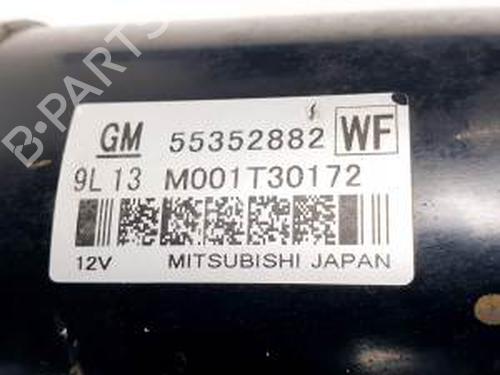 B-PARTS
GM 55352882 WF
9L 13 M001T30172
12V MITSUBISHI JAPAN